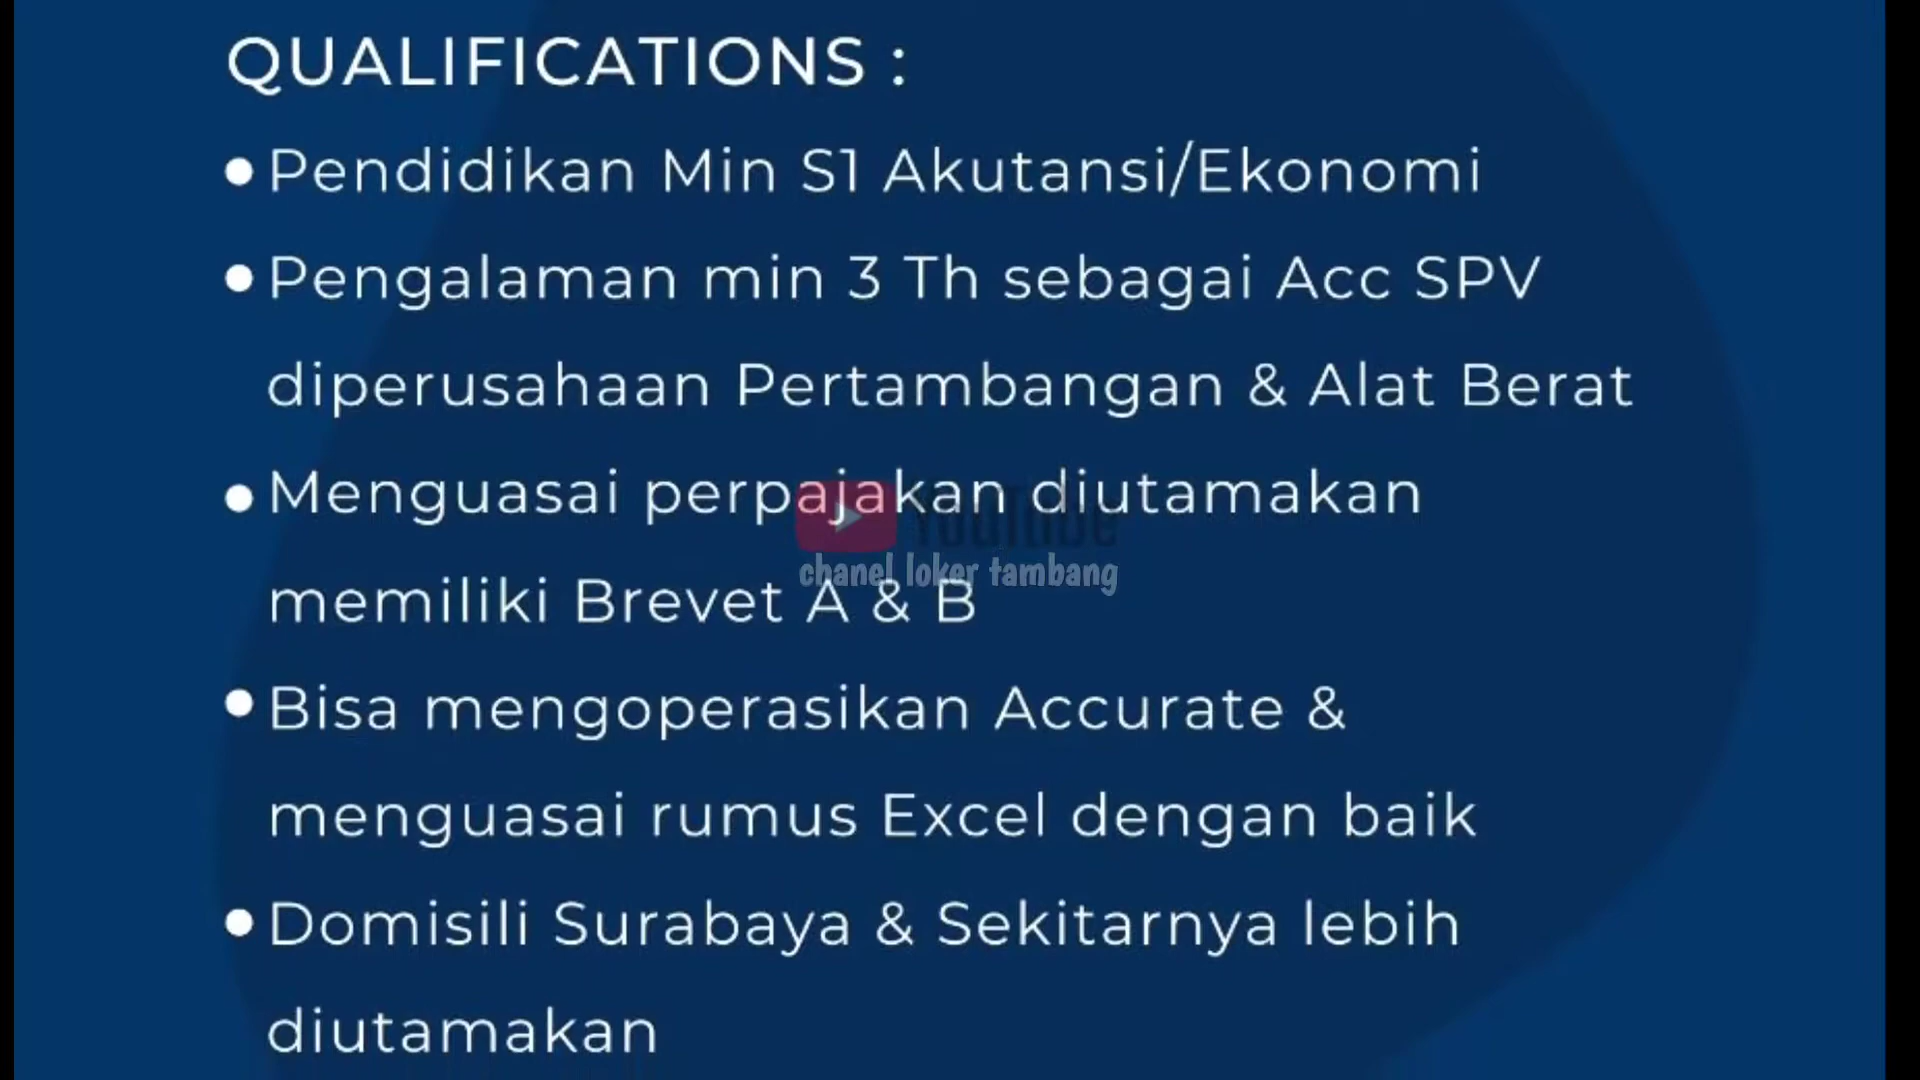 QUALIFICATIONS :
• Pendidikan Min S1 Akutansi/Ekonomi
• Pengalaman min 3 Th sebagai Acc SPV
diperusahaan Pertambangan & Alat Berat
• Menguasai perpajakan diutamakan
YouTube
chanel loker tambang
memiliki Brevet A & B
• Bisa mengoperasikan Accurate &
menguasai rumus Excel dengan baik
• Domisili Surabaya & Sekitarnya lebih
diutamakan